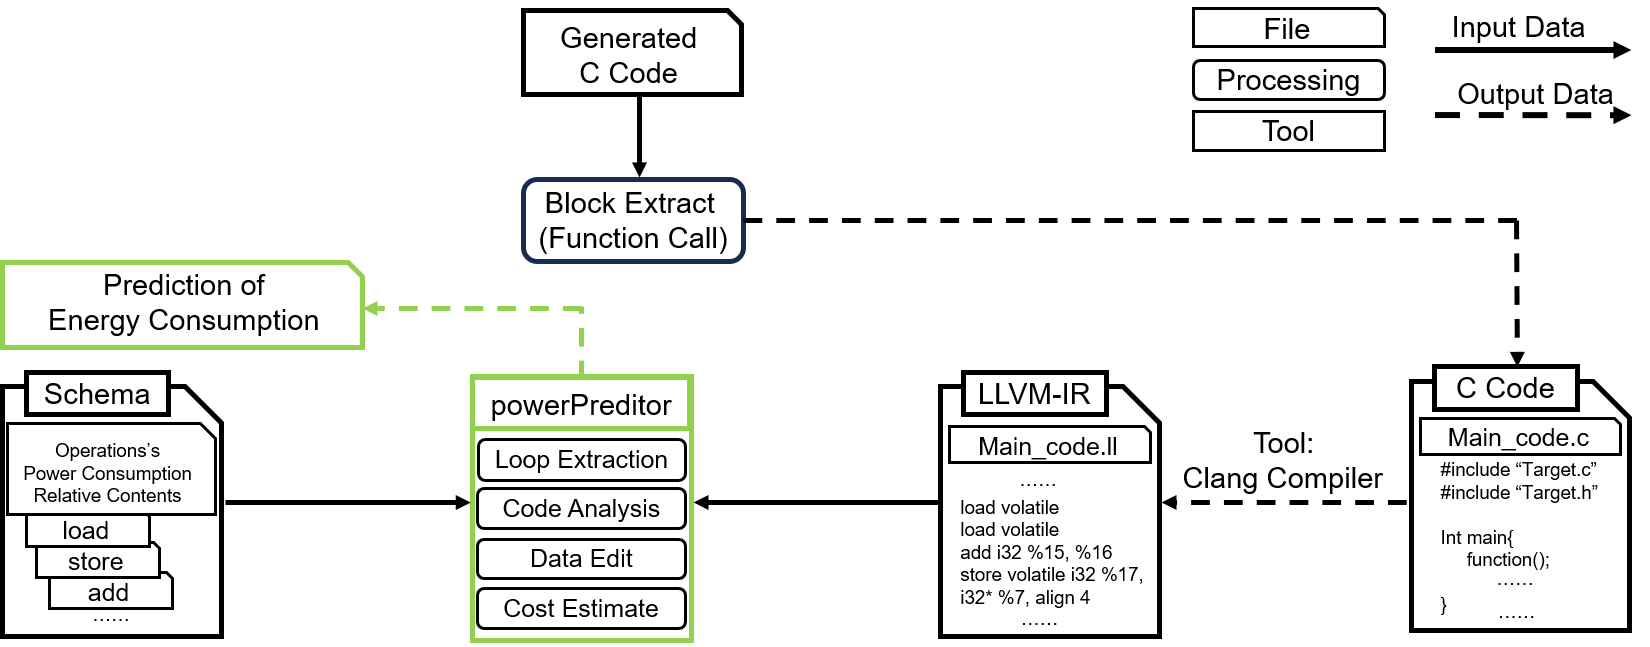 Generated
C Code
File
Processing
Tool
Input Data
Output Data
Block Extract
(Function Call)
Prediction of
Energy Consumption
Schema
Operations's
Power Consumption
Relative Contents
load
store
add
......
powerPreditor
Loop Extraction
Code Analysis
Data Edit
Cost Estimate
LLVM-IR
Main_code.ll
......
load volatile
load volatile
add i32 %15, %16
store volatile i32 %17,
i32* %7, align 4
......
Tool:
Clang Compiler
C Code
Main_code.c
#include “Target.c”
#include “Target.h”
Int main{
function();
......
}
......